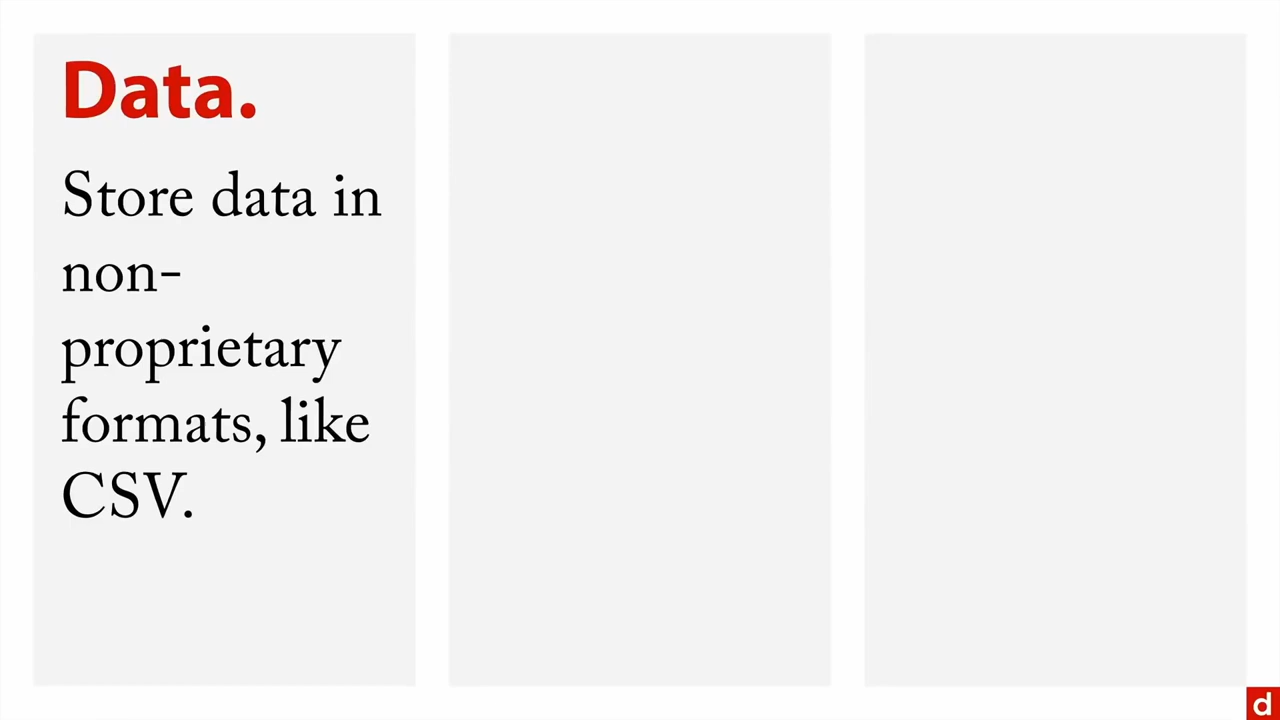 Data.
Store data in
non-
proprietary
formats, like
CSV.
d